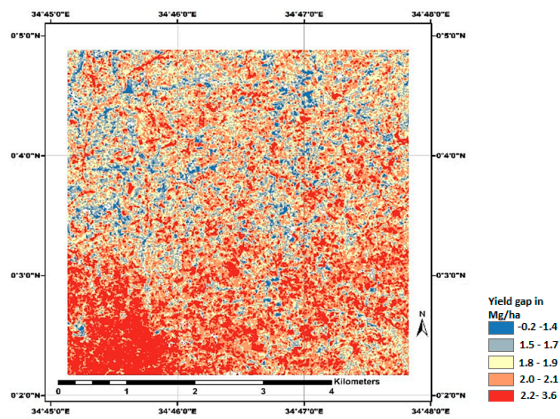 34°45'0"E 34°46'0"E 34°47'0"E 34°48'0"E
0°5'0"N 0°5'0"N
0°4'0"N 0°4'0"N
0°3'0"N 0°3'0"N
Yield gap in
Mg/ha
N
-0.2 -1.4
1.5 - 1.7
1.8 - 1.9
2.0 - 2.1
2.2- 3.6
Kilometers
0 0.5 1 2 3 4
0°2'0"N 0°2'0"N
34°45'0"E 34°46'0"E 34°47'0"E 34°48'0"E